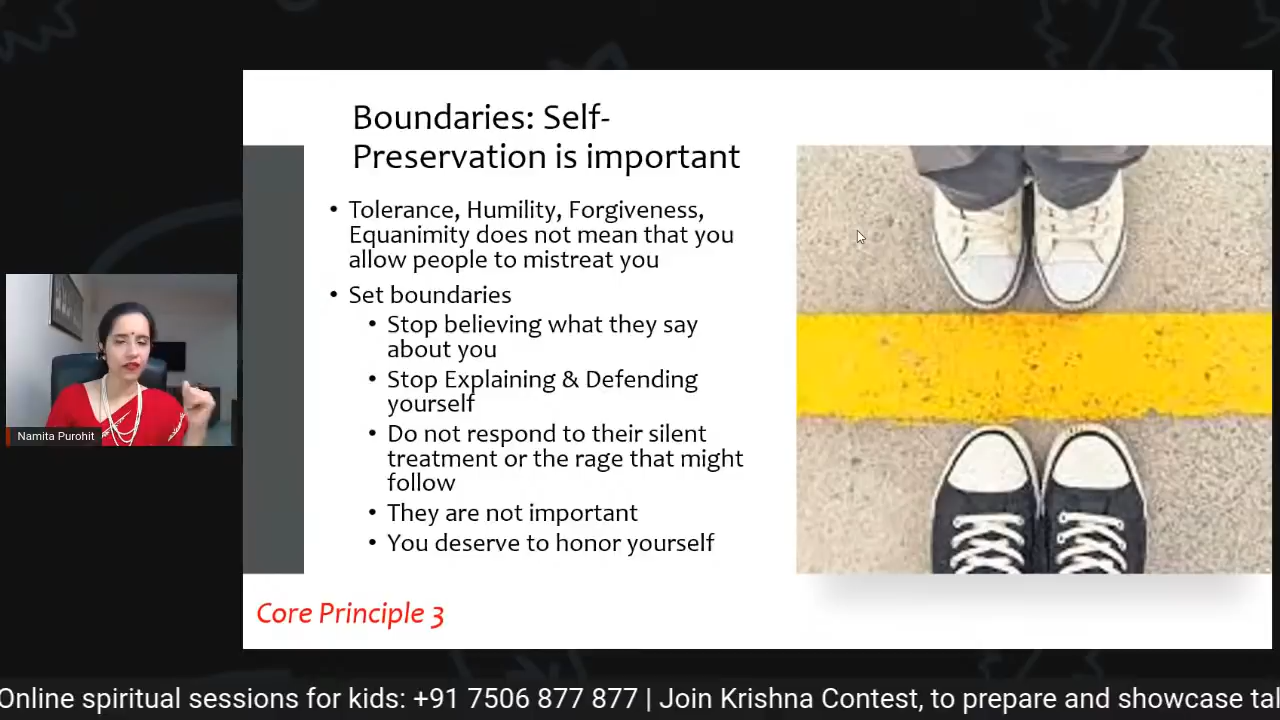 Boundaries: Self-
Preservation is important
• Tolerance, Humility, Forgiveness,
Equanimity does not mean that you
allow people to mistreat you
• Set boundaries
• Stop believing what they say
about you
• Stop Explaining & Defending
yourself
• Do not respond to their silent
treatment or the rage that might
follow
• They are not important
• You deserve to honor yourself
Core Principle 3
Namita Purohit
Online spiritual sessions for kids: +91 7506 877 877 | Join Krishna Contest, to prepare and showcase tal